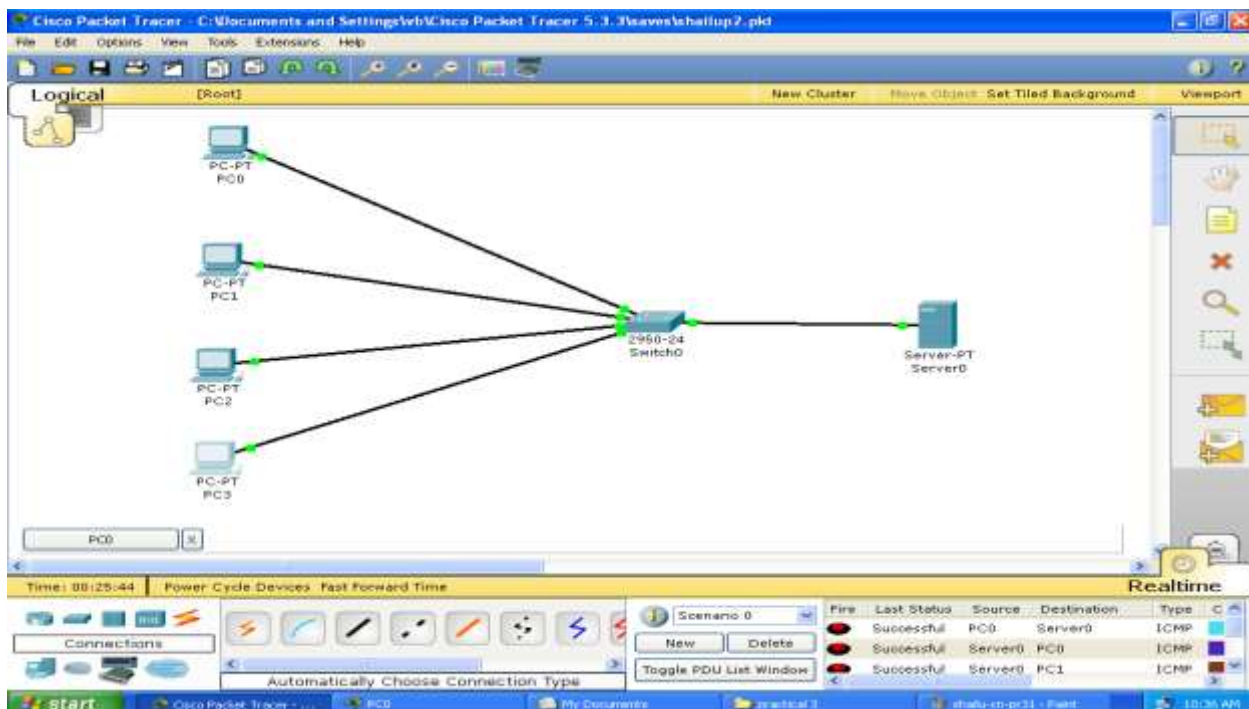 Cisco Packet Tracer - C:\Documents and Settings\vb\Cisco Packet Tracer 5.3.3\saves\shailup2.pkt
File Edit Options View Tools Extensions Help
Logical [Root] New Cluster Move Object Set Tiled Background Viewport
PC-PT
PC0
PC-PT
PC1
PC-PT
PC2
PC-PT
PC3
2950-24
Switch0
Server-PT
Server0
PC0 x
Time: 00:25:44 Power Cycle Devices Fast Forward Time Realtime
Connections
Automatically Choose Connection Type
Scenario 0
New Delete
Toggle PDU List Window
Fire Last Status Source Destination Type C
Successful PC0 Server0 ICMP
Successful Server0 PC0 ICMP
Successful Server0 PC1 ICMP
start Cisco Packet Tracer - ... PC0 My Documents practical 3 - Paint 10:36 AM